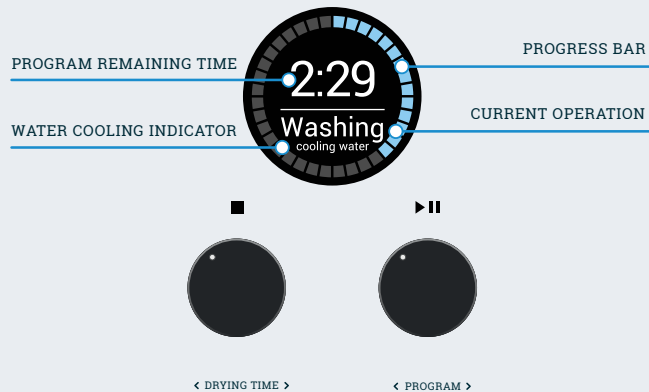 PROGRAM REMAINING TIME
PROGRESS BAR
2:29
CURRENT OPERATION
WATER COOLING INDICATOR
Washing
cooling water
< DRYING TIME >
< PROGRAM >